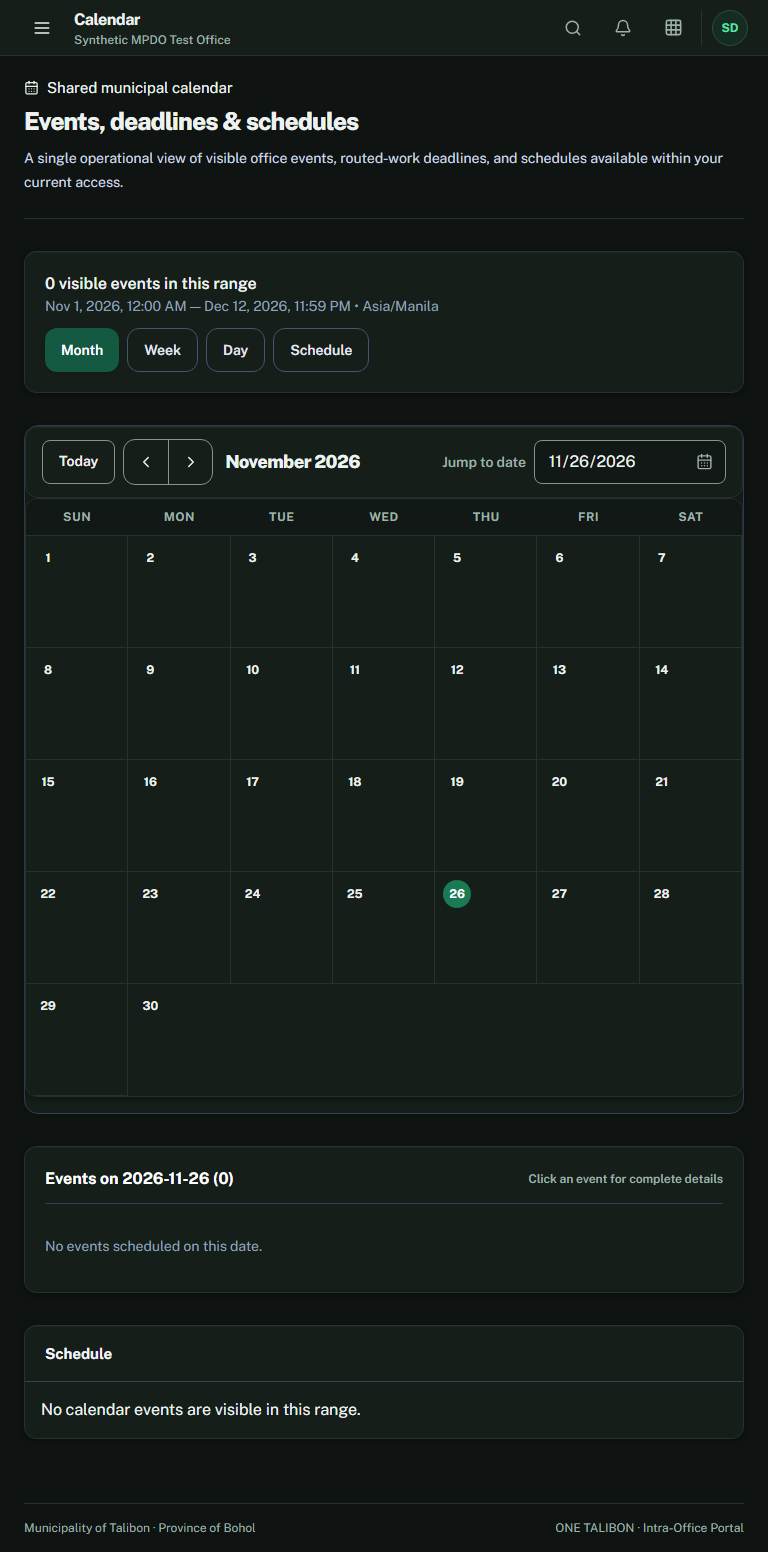 Calendar
Synthetic MPDO Test Office
SD
Shared municipal calendar
Events, deadlines & schedules
A single operational view of visible office events, routed-work deadlines, and schedules available within your
current access.
0 visible events in this range
Nov 1, 2026, 12:00 AM — Dec 12, 2026, 11:59 PM • Asia/Manila
Month Week Day Schedule
Today November 2026 Jump to date 11/26/2026
SUN MON TUE WED THU FRI SAT
1 2 3 4 5 6 7
8 9 10 11 12 13 14
15 16 17 18 19 20 21
22 23 24 25 26 27 28
29 30
Events on 2026-11-26 (0) Click an event for complete details
No events scheduled on this date.
Schedule
No calendar events are visible in this range.
Municipality of Talibon · Province of Bohol ONE TALIBON · Intra-Office Portal